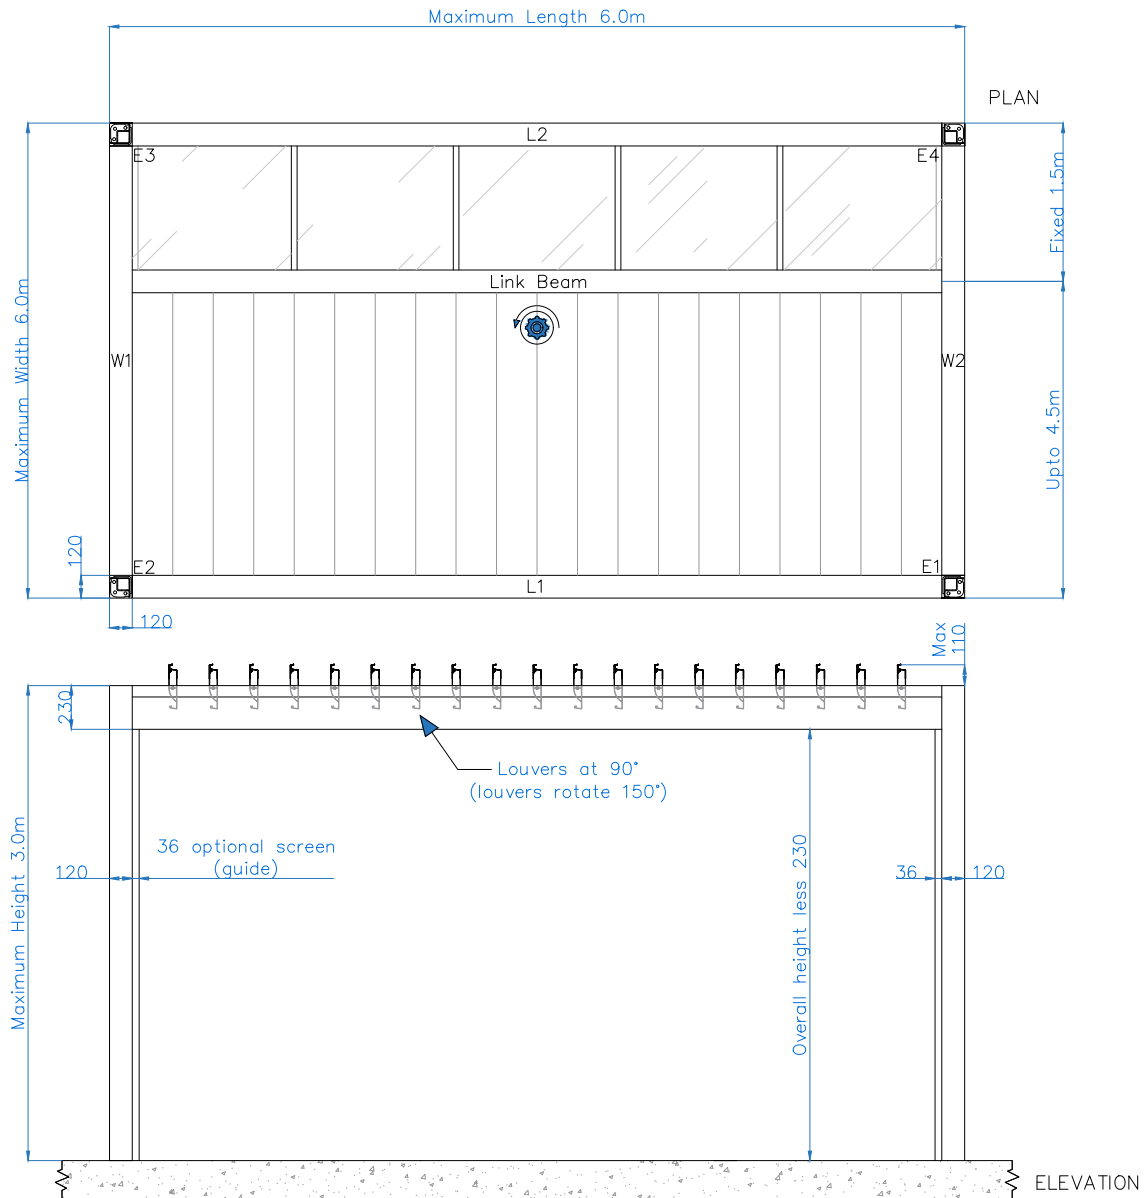 Maximum Length 6.0m
PLAN
L2
E3
E4
Fixed 1.5m
Link Beam
Maximum Width 6.0m
W1
W2
Upto 4.5m
120
E2
E1
L1
120
Max
110
230
Louvers at 90°
(louvers rotate 150°)
Maximum Height 3.0m
36 optional screen
(guide)
120
Overall height less 230
36
120
ELEVATION